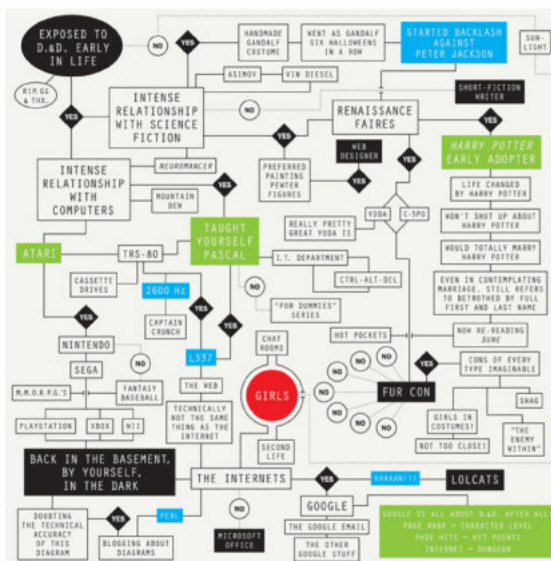 EXPOSED TO
D.&D. EARLY
IN LIFE
NO
YES
HANDMADE
GANDALF
COSTUME
WENT AS GANDALF
SIX HALLOWEENS
IN A ROW
STARTED BACKLASH
AGAINST
PETER JACKSON
SUN-
LIGHT
R.I.P. GG
& THX.
YES
ASIMOV
VIN DIESEL
INTENSE
RELATIONSHIP
WITH SCIENCE
FICTION
NO
SHORT-FICTION
WRITER
RENAISSANCE
FAIRES
YES
WEB
DESIGNER
YES
YES
HARRY POTTER
EARLY ADOPTER
NEUROMANCER
PREFERRED
PAINTING
PEWTER
FIGURES
YES
INTENSE
RELATIONSHIP
WITH
COMPUTERS
MOUNTAIN
DEW
YES
LIFE CHANGED
BY HARRY POTTER
WON'T SHUT UP ABOUT
HARRY POTTER
WOULD TOTALLY MARRY
HARRY POTTER
EVEN IN CONTEMPLATING
MARRIAGE, STILL REFERS
TO BETROTHED BY FULL
FIRST AND LAST NAME
YODA
C-3PO
REALLY PRETTY
GREAT YODA IS
TAUGHT
YOURSELF
PASCAL
ATARI
TRS-80
I.T. DEPARTMENT
CTRL-ALT-DEL
CASSETTE
DRIVES
2600 Hz
CAPTAIN
CRUNCH
NO
"FOR DUMMIES"
SERIES
YES
YES
YES
NINTENDO
NO
L337
CHAT
ROOMS
HOT POCKETS
NOW RE-READING
DUNE
SEGA
M.M.O.R.P.G.'S
FANTASY
BASEBALL
THE WEB
GIRLS
NO
NO
NO
NO
NO
NO
NO
FUR CON
YES
CONS OF EVERY
TYPE IMAGINABLE
SWAG
GIRLS IN
COSTUMES!
NOT TOO CLOSE!
"THE
ENEMY
WITHIN"
PLAYSTATION
XBOX
WII
TECHNICALLY
NOT THE SAME
THING AS THE
INTERNET
SECOND
LIFE
BACK IN THE BASEMENT,
BY YOURSELF,
IN THE DARK
THE INTERNETS
YES
KHAAAN!!!
LOLCATS
DOUBTING
THE TECHNICAL
ACCURACY
OF THIS
DIAGRAM
YES
PERL
BLOGGING ABOUT
DIAGRAMS
NO
MICROSOFT
OFFICE
GOOGLE
THE GOOGLE EMAIL
THE OTHER
GOOGLE STUFF
GOOGLE IS ALL ABOUT D.&D. AFTER ALL:
PAGE RANK = CHARACTER LEVEL
PAGE HITS = HIT POINTS
INTERNET = DUNGEON